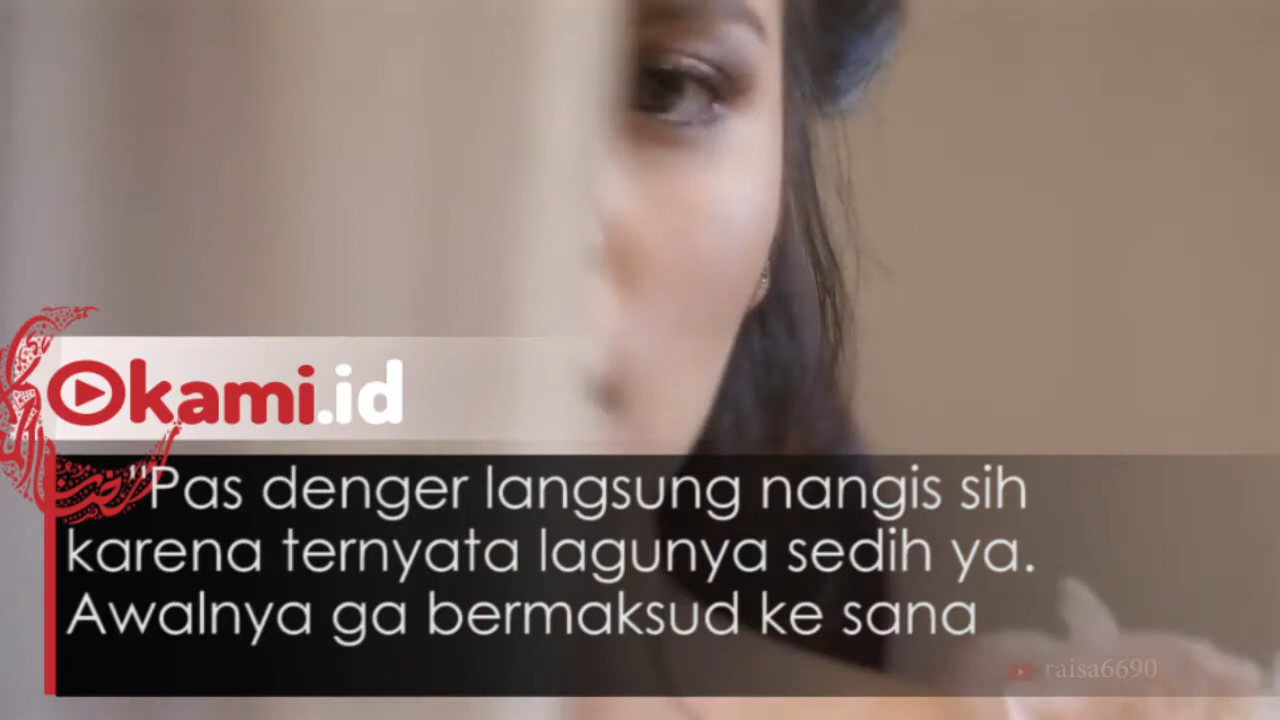 Okami.id
"Pas denger langsung nangis sih
karena ternyata lagunya sedih ya.
Awalnya ga bermaksud ke sana
raisa6690